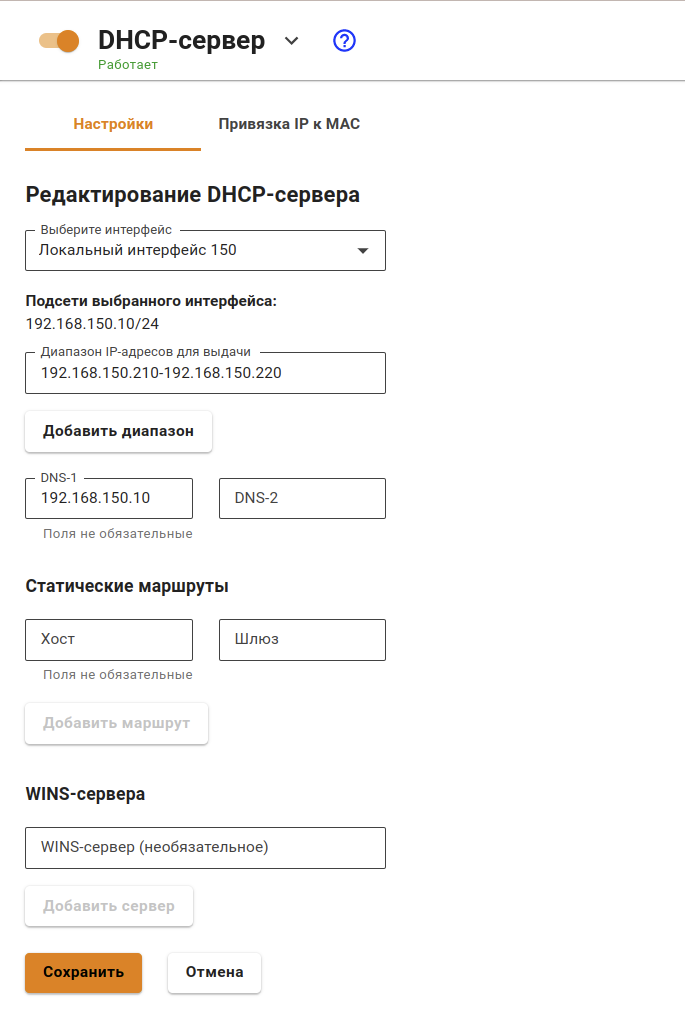 DHCP-сервер
Работает
Настройки
Привязка IP к MAC
Редактирование DHCP-сервера
Выберите интерфейс
Локальный интерфейс 150
Подсети выбранного интерфейса:
192.168.150.10/24
Диапазон IP-адресов для выдачи
192.168.150.210-192.168.150.220
Добавить диапазон
DNS-1
192.168.150.10
DNS-2
Поля не обязательные
Статические маршруты
Хост
Шлюз
Поля не обязательные
Добавить маршрут
WINS-сервера
WINS-сервер (необязательное)
Добавить сервер
Сохранить
Отмена